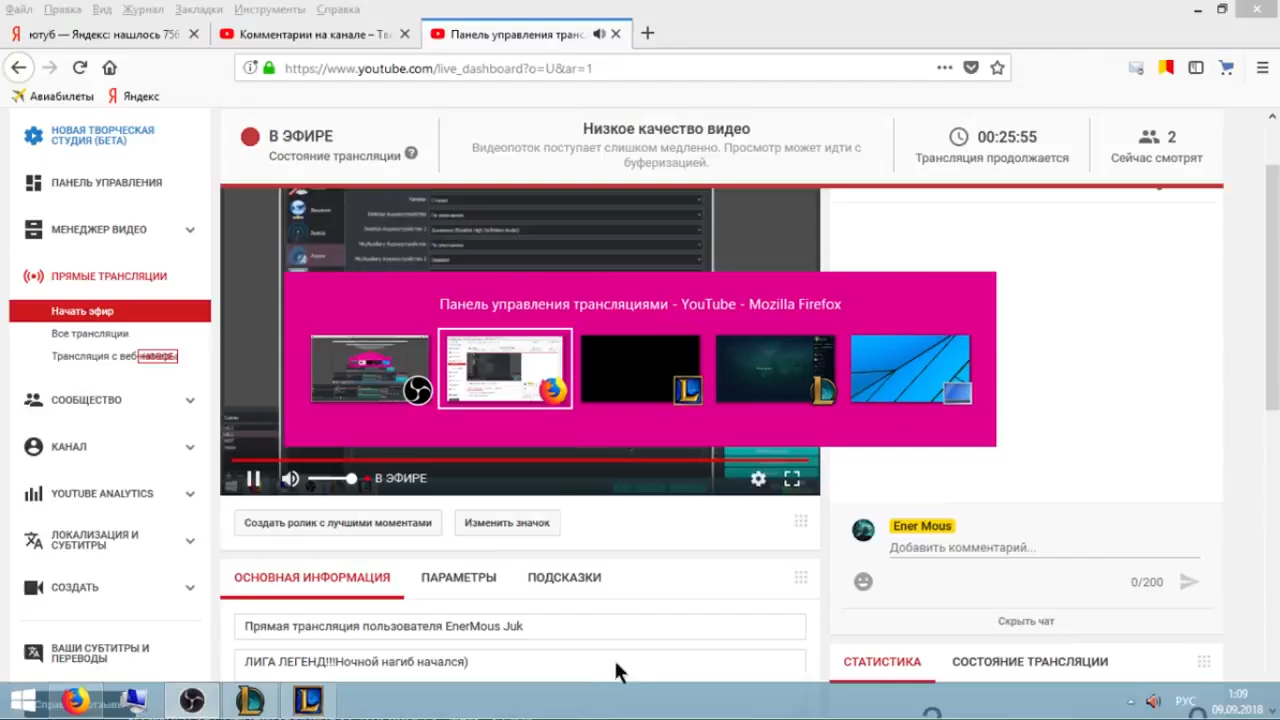 Файл Правка Вид Журнал Закладки Инструменты Справка
ютуб — Яндекс: нашлось 756
Комментарии на канале – Тв
Панель управления транс
https://www.youtube.com/live_dashboard?o=U&ar=1
Авиабилеты
Яндекс
НОВАЯ ТВОРЧЕСКАЯ
СТУДИЯ (БЕТА)
ПАНЕЛЬ УПРАВЛЕНИЯ
МЕНЕДЖЕР ВИДЕО
ПРЯМЫЕ ТРАНСЛЯЦИИ
Начать эфир
Все трансляции
Трансляция с веб-
СООБЩЕСТВО
КАНАЛ
YOUTUBE ANALYTICS
ЛОКАЛИЗАЦИЯ И
СУБТИТРЫ
СОЗДАТЬ
ВАШИ СУБТИТРЫ И
ПЕРЕВОДЫ
В ЭФИРЕ
Состояние трансляции
Низкое качество видео
Видеопоток поступает слишком медленно. Просмотр может идти с
буферизацией.
00:25:55
Трансляция продолжается
2
Сейчас смотрят
Панель управления трансляциями - YouTube - Mozilla Firefox
В ЭФИРЕ
Создать ролик с лучшими моментами
Изменить значок
ОСНОВНАЯ ИНФОРМАЦИЯ
ПАРАМЕТРЫ
ПОДСКАЗКИ
Прямая трансляция пользователя EnerMous Juk
ЛИГА ЛЕГЕНД!!!Ночной нагиб начался)
Ener Mous
Добавить комментарий...
0/200
Скрыть чат
СТАТИСТИКА
СОСТОЯНИЕ ТРАНСЛЯЦИИ
РУС
1:09
09.09.2018